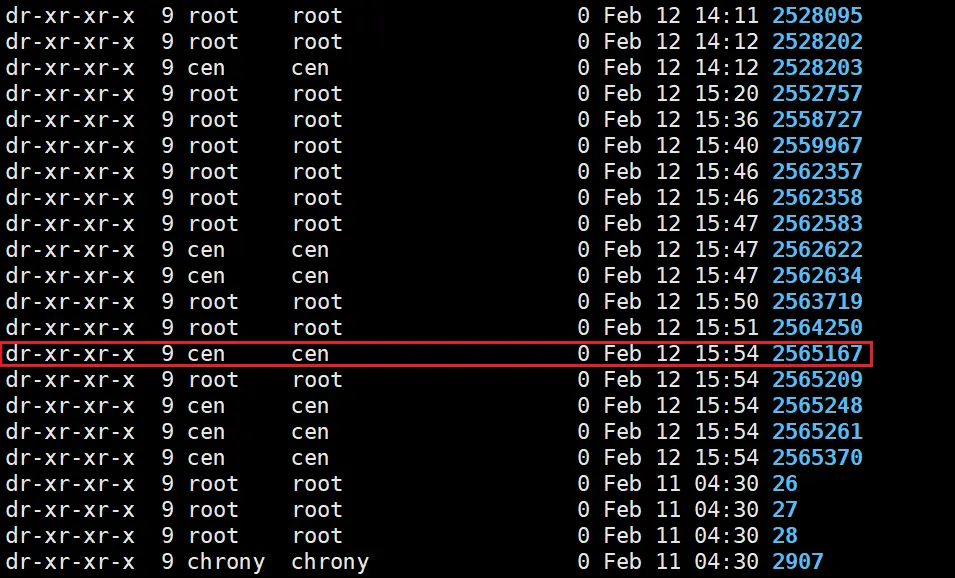 dr-xr-xr-x  9 root    root                  0 Feb 12 14:11 2528095
dr-xr-xr-x  9 root    root                  0 Feb 12 14:12 2528202
dr-xr-xr-x  9 cen     cen                   0 Feb 12 14:12 2528203
dr-xr-xr-x  9 root    root                  0 Feb 12 15:20 2552757
dr-xr-xr-x  9 root    root                  0 Feb 12 15:36 2558727
dr-xr-xr-x  9 root    root                  0 Feb 12 15:40 2559967
dr-xr-xr-x  9 root    root                  0 Feb 12 15:46 2562357
dr-xr-xr-x  9 root    root                  0 Feb 12 15:46 2562358
dr-xr-xr-x  9 root    root                  0 Feb 12 15:47 2562583
dr-xr-xr-x  9 cen     cen                   0 Feb 12 15:47 2562622
dr-xr-xr-x  9 cen     cen                   0 Feb 12 15:47 2562634
dr-xr-xr-x  9 root    root                  0 Feb 12 15:50 2563719
dr-xr-xr-x  9 root    root                  0 Feb 12 15:51 2564250
dr-xr-xr-x  9 cen     cen                   0 Feb 12 15:54 2565167
dr-xr-xr-x  9 root    root                  0 Feb 12 15:54 2565209
dr-xr-xr-x  9 cen     cen                   0 Feb 12 15:54 2565248
dr-xr-xr-x  9 cen     cen                   0 Feb 12 15:54 2565261
dr-xr-xr-x  9 cen     cen                   0 Feb 12 15:54 2565370
dr-xr-xr-x  9 root    root                  0 Feb 11 04:30 26
dr-xr-xr-x  9 root    root                  0 Feb 11 04:30 27
dr-xr-xr-x  9 root    root                  0 Feb 11 04:30 28
dr-xr-xr-x  9 chrony  chrony                0 Feb 11 04:30 2907